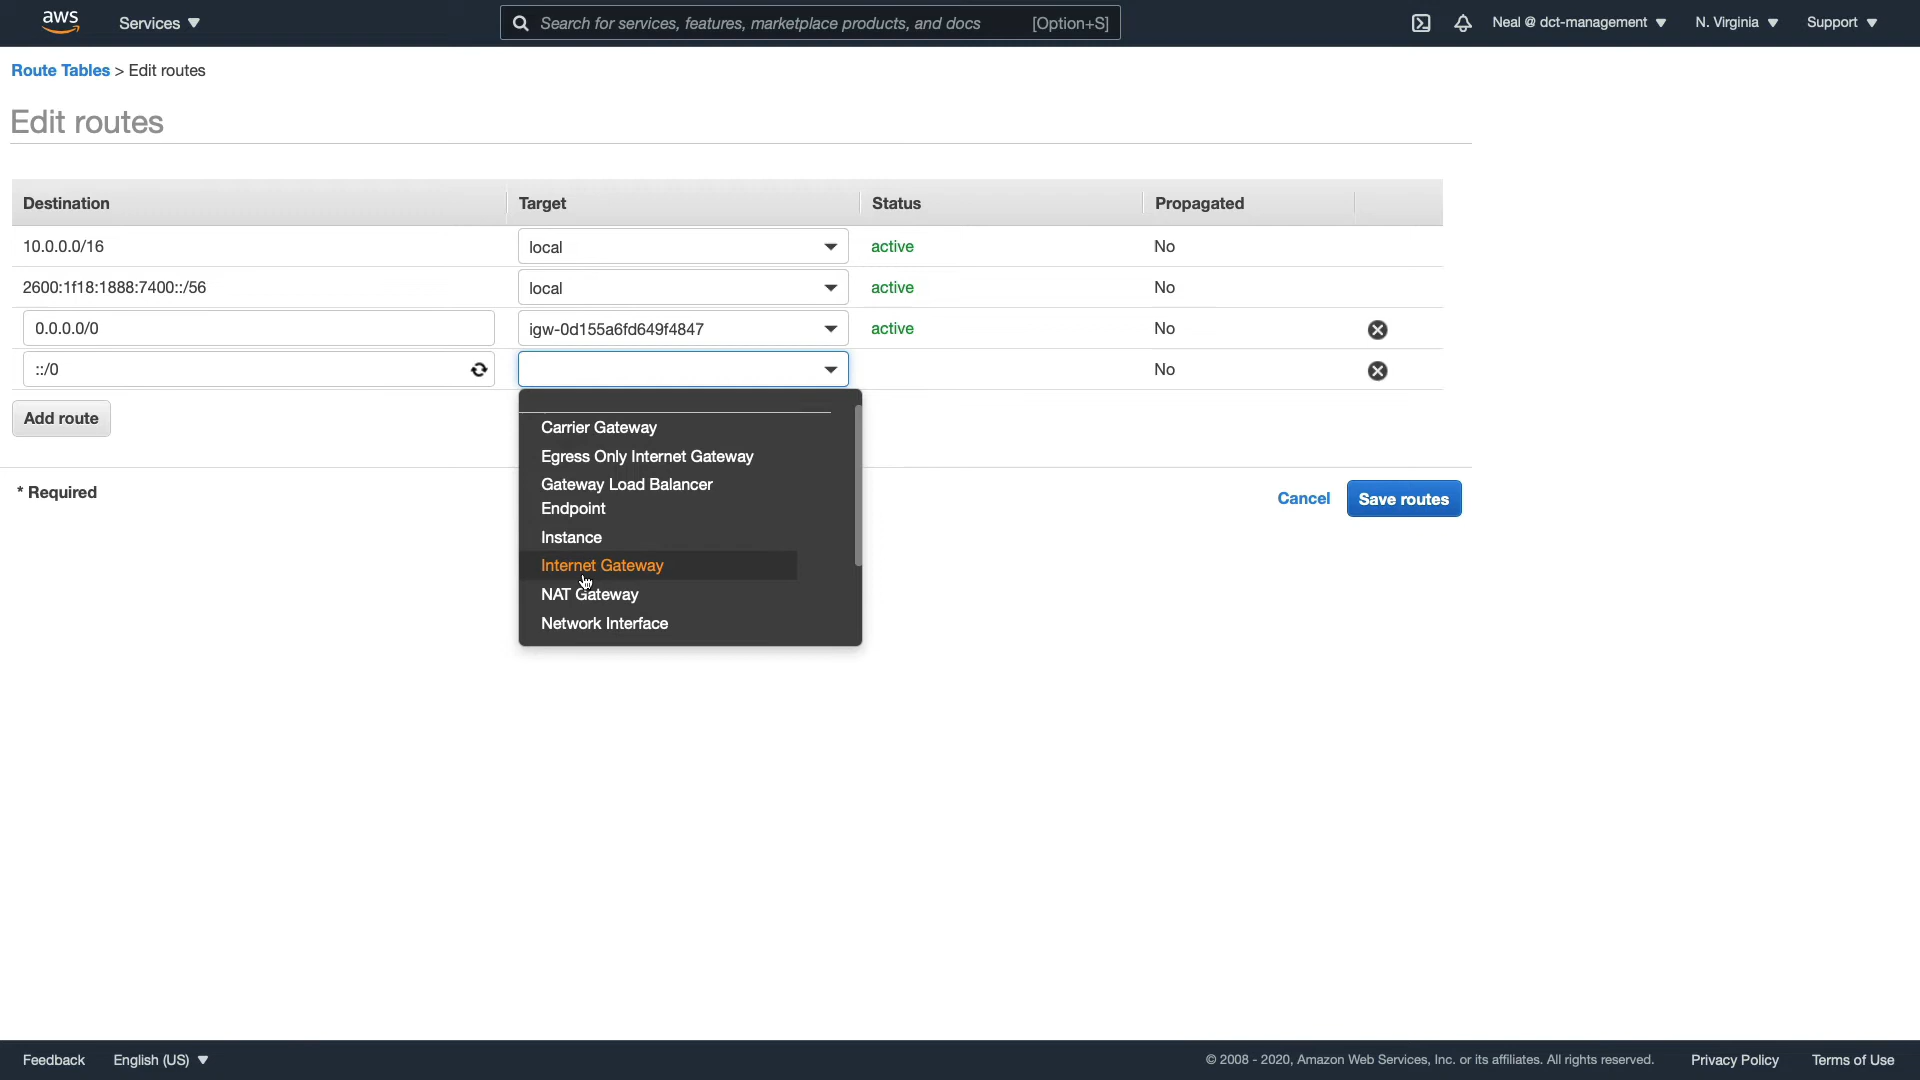 aws
Services
Search for services, features, marketplace products, and docs [Option+S]
Neal @ dct-management
N. Virginia
Support
Route Tables > Edit routes
Edit routes
Destination Target Status Propagated
10.0.0.0/16 local active No
2600:1f18:1888:7400::/56 local active No
0.0.0.0/0 igw-0d155a6fd649f4847 active No
::/0 No
Add route
Carrier Gateway
Egress Only Internet Gateway
Gateway Load Balancer
Endpoint
Instance
Internet Gateway
NAT Gateway
Network Interface
* Required
Cancel
Save routes
Feedback
English (US)
© 2008 - 2020, Amazon Web Services, Inc. or its affiliates. All rights reserved.
Privacy Policy
Terms of Use